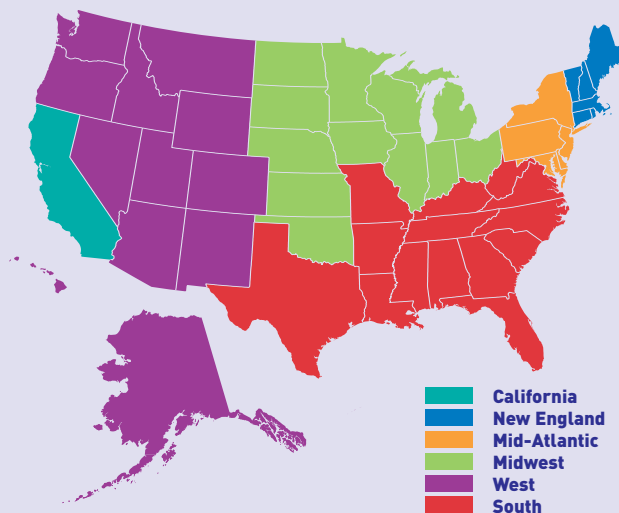 California
New England
Mid-Atlantic
Midwest
West
South